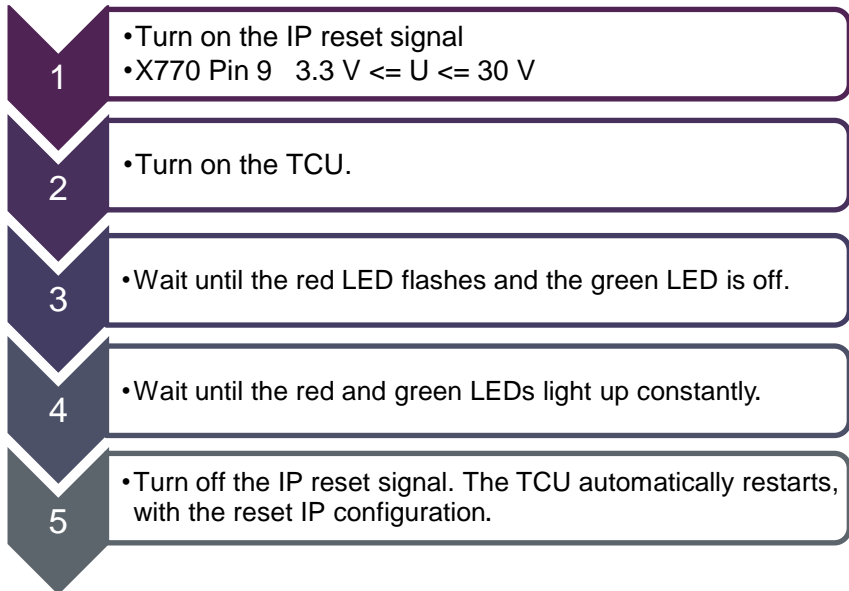 1
•Turn on the IP reset signal
•X770 Pin 9 3.3 V <= U <= 30 V
2
•Turn on the TCU.
3
•Wait until the red LED flashes and the green LED is off.
4
•Wait until the red and green LEDs light up constantly.
5
•Turn off the IP reset signal. The TCU automatically restarts,
with the reset IP configuration.